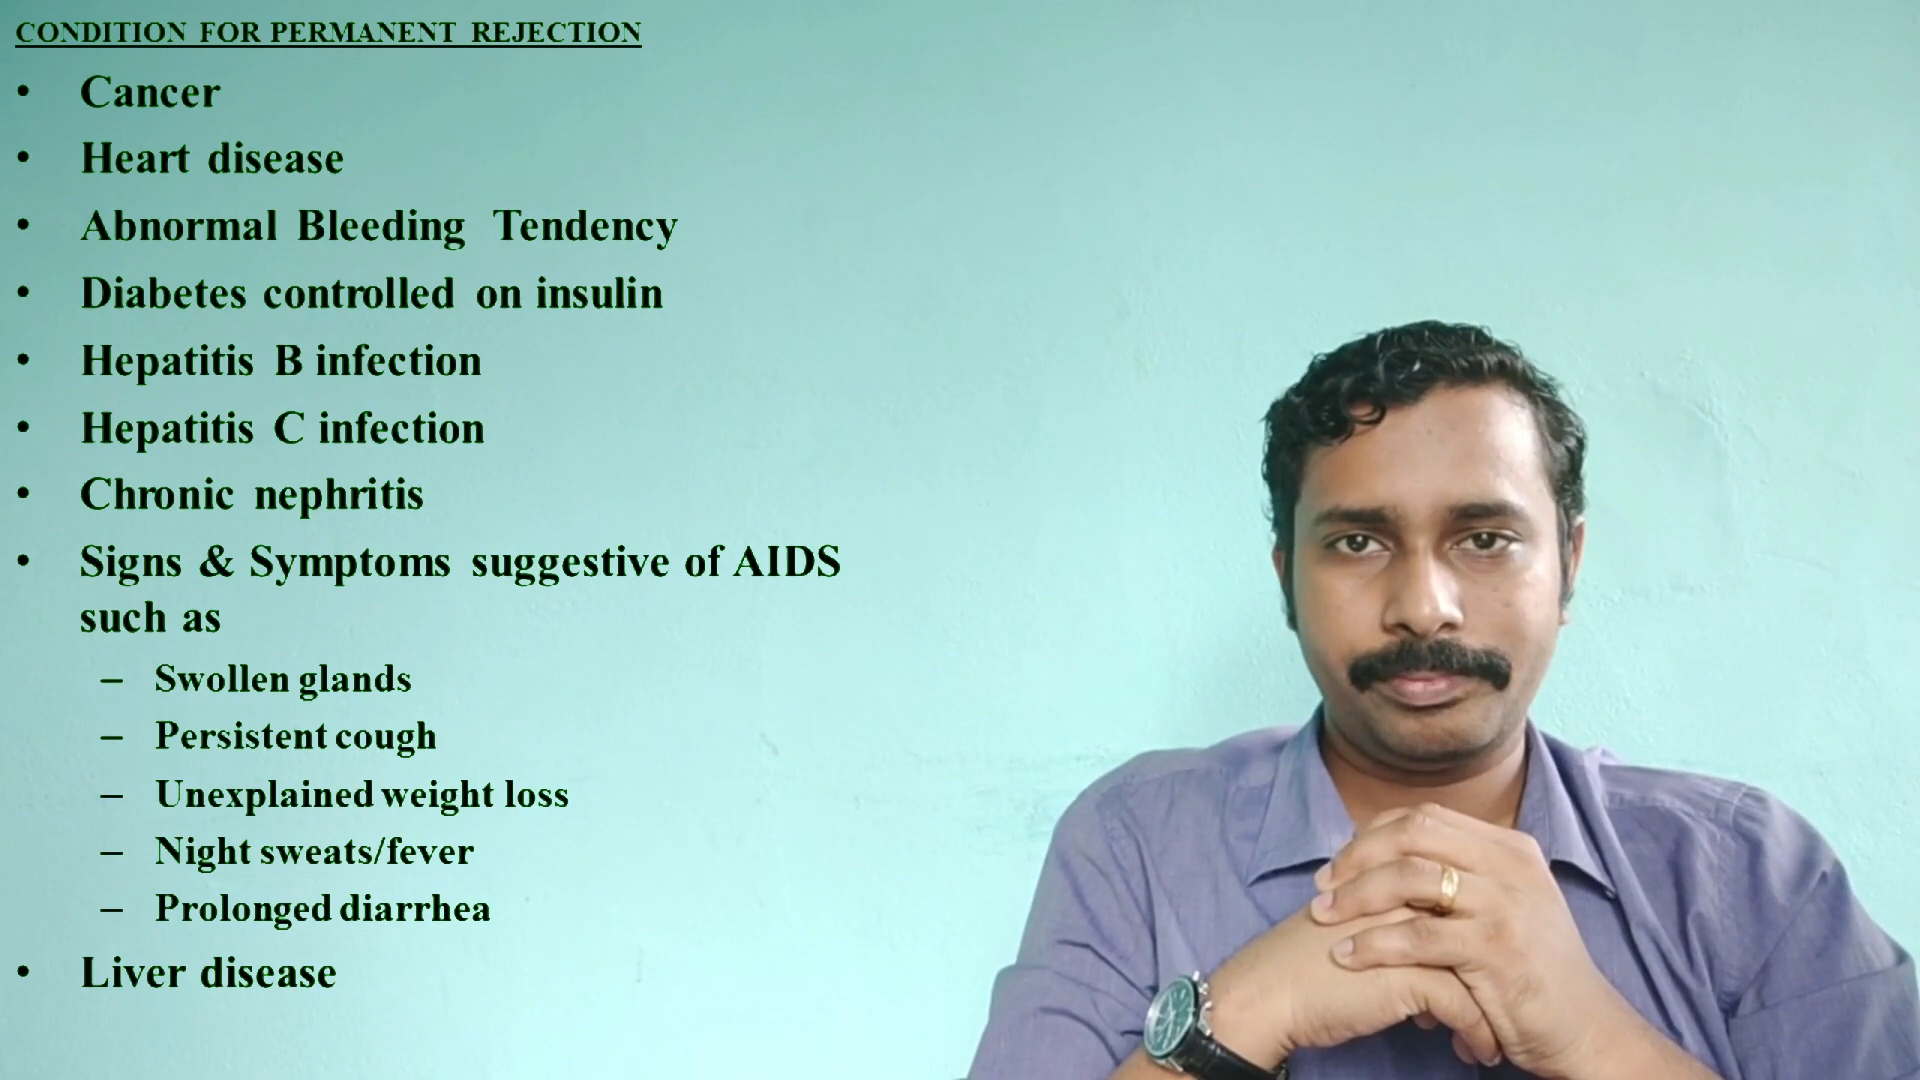 CONDITION FOR PERMANENT REJECTION
• Cancer
• Heart disease
• Abnormal Bleeding Tendency
• Diabetes controlled on insulin
• Hepatitis B infection
• Hepatitis C infection
• Chronic nephritis
• Signs & Symptoms suggestive of AIDS
such as
– Swollen glands
– Persistent cough
– Unexplained weight loss
– Night sweats/fever
– Prolonged diarrhea
• Liver disease